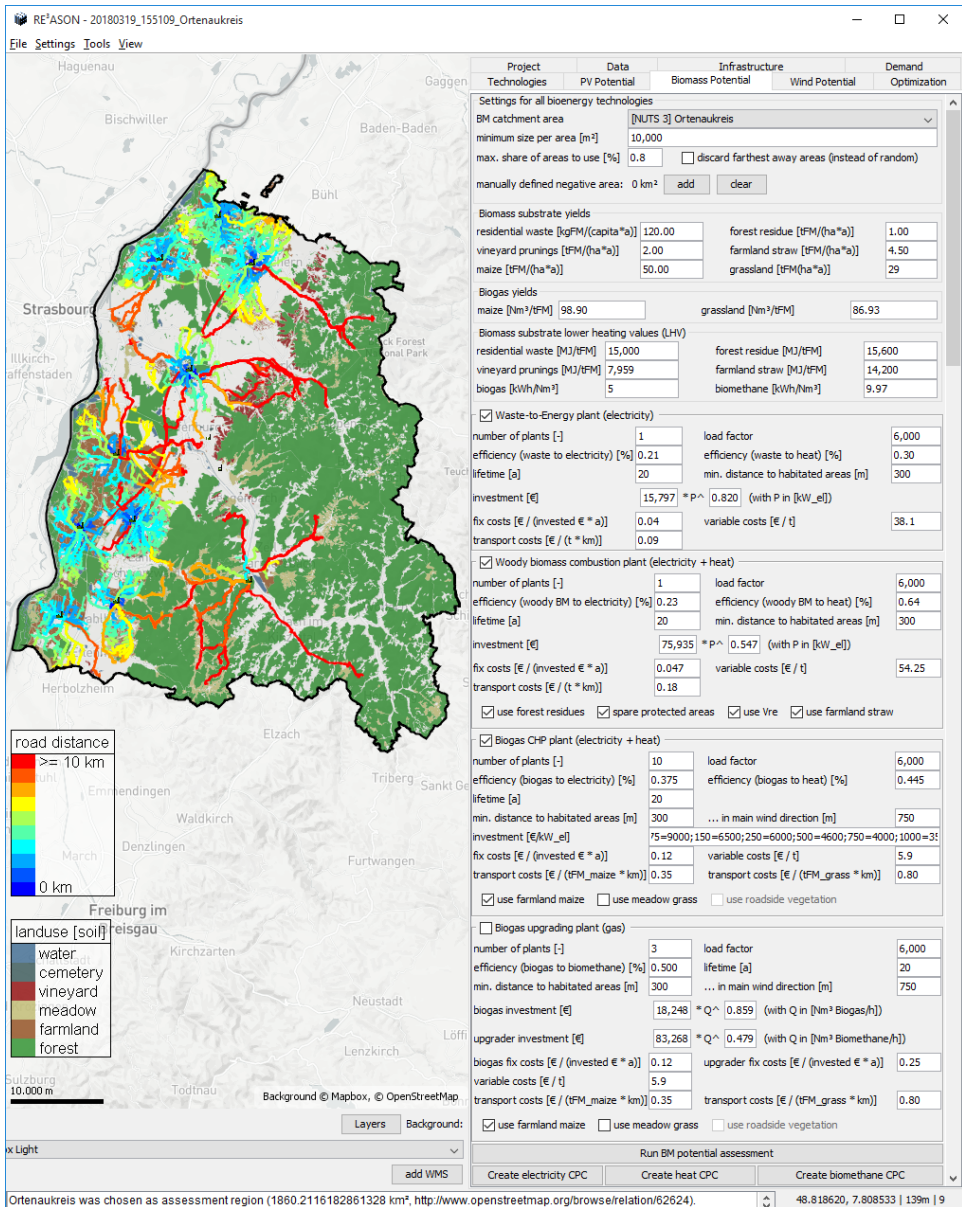 RE³ASON - 20180319_155109_Ortenaukreis
File Settings Tools View
Project Data Infrastructure Demand
Technologies PV Potential Biomass Potential Wind Potential Optimization
Settings for all bioenergy technologies
BM catchment area [NUTS 3] Ortenaukreis
minimum size per area [m²] 10,000
max. share of areas to use [%] 0.8 discard farthest away areas (instead of random)
manually defined negative area: 0 km² add clear
Biomass substrate yields
residential waste [kgFM/(capita*a)] 120.00 forest residue [tFM/(ha*a)] 1.00
vineyard prunings [tFM/(ha*a)] 2.00 farmland straw [tFM/(ha*a)] 4.50
maize [tFM/(ha*a)] 50.00 grassland [tFM(ha*a)] 29
Biogas yields
maize [Nm³/tFM] 98.90 grassland [Nm³/tFM] 86.93
Biomass substrate lower heating values (LHV)
residential waste [MJ/tFM] 15,000 forest residue [MJ/tFM] 15,600
vineyard prunings [MJ/tFM] 7,959 farmland straw [MJ/tFM] 14,200
biogas [kWh/Nm³] 5 biomethane [kWh/Nm³] 9.97
Waste-to-Energy plant (electricity)
number of plants [-] 1 load factor 6,000
efficiency (waste to electricity) [%] 0.21 efficiency (waste to heat) [%] 0.30
lifetime [a] 20 min. distance to habitated areas [m] 300
investment [€] 15,797 *P^ 0.820 (with P in [kW_el])
fix costs [€ / (invested € * a)] 0.04 variable costs [€ / t] 38.1
transport costs [€ / (t * km)] 0.09
Woody biomass combustion plant (electricity + heat)
number of plants [-] 1 load factor 6,000
efficiency (woody BM to electricity) [%] 0.23 efficiency (woody BM to heat) [%] 0.64
lifetime [a] 20 min. distance to habitated areas [m] 300
investment [€] 75,935 *P^ 0.547 (with P in [kW_el])
fix costs [€ / (invested € * a)] 0.047 variable costs [€ / t] 54.25
transport costs [€ / (t * km)] 0.18
use forest residues spare protected areas use Vre use farmland straw
Biogas CHP plant (electricity + heat)
number of plants [-] 10 load factor 6,000
efficiency (biogas to electricity) [%] 0.375 efficiency (biogas to heat) [%] 0.445
lifetime [a] 20
min. distance to habitated areas [m] 300 ... in main wind direction [m] 750
investment [€/kW_el] 75=9000;150=6500;250=6000;500=4600;750=4000;1000=35
fix costs [€ / (invested € * a)] 0.12 variable costs [€ / t] 5.9
transport costs [€ / (tFM_maize * km)] 0.35 transport costs [€ / (tFM_grass * km)] 0.80
use farmland maize use meadow grass use roadside vegetation
Biogas upgrading plant (gas)
number of plants [-] 3 load factor 6,000
efficiency (biogas to biomethane) [%] 0.500 lifetime [a] 20
min. distance to habitated areas [m] 300 ... in main wind direction [m] 750
biogas investment [€] 18,248 *Q^ 0.859 (with Q in [Nm³ Biogas/h])
upgrader investment [€] 83,268 *Q^ 0.479 (with Q in [Nm³ Biomethane/h])
biogas fix costs [€ / (invested € * a)] 0.12 upgrader fix costs [€ / (invested € * a)] 0.25
variable costs [€ / t] 5.9
transport costs [€ / (tFM_maize * km)] 0.35 transport costs [€ / (tFM_grass * km)] 0.80
use farmland maize use meadow grass use roadside vegetation
Run BM potential assessment
Create electricity CPC Create heat CPC Create biomethane CPC
Haguenau
Gaggen
Bischwiller
Baden-Baden
Bühl
Strasbourg
Illkirch-
raffenstaden
Herbolzheim
Elzach
Triberg
Sankt Ge
Emmendingen
Waldkirch
Denzlingen
March
Furtwangen
Freiburg im
Breisgau
Kirchzarten
Neustadt
Löffi
Lenzkirch
Sulzburg
Todtnau
road distance
>= 10 km
0 km
landuse [soil]
water
cemetery
vineyard
meadow
farmland
forest
10.000 m
Background © Mapbox, © OpenStreetMap
Layers Background:
ox Light
add WMS
Ortenaukreis was chosen as assessment region (1860.2116182861328 km², http://www.openstreetmap.org/browse/relation/62624).
48.818620, 7.808533 | 139m | 9